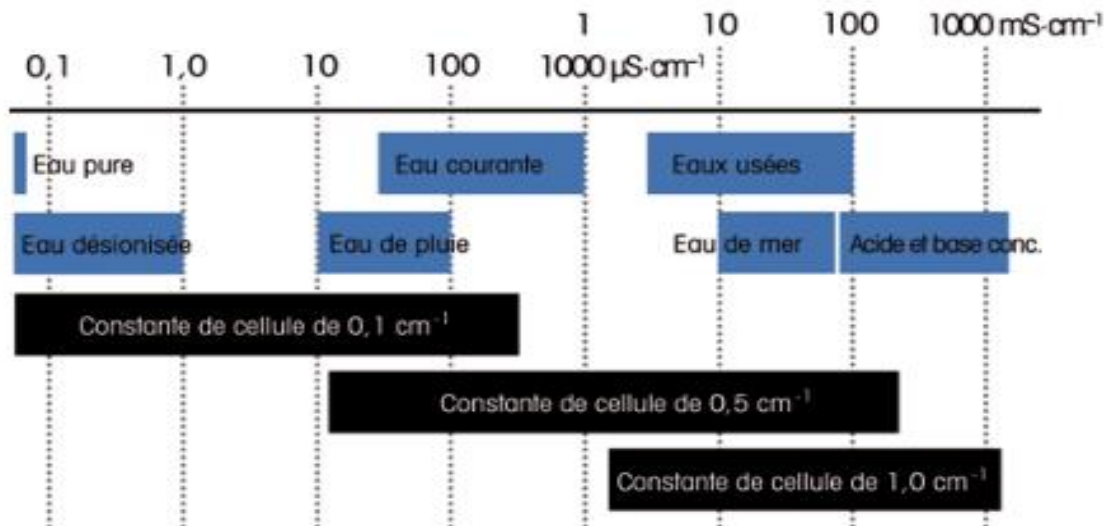 1 10 100 1000 mS·cm⁻¹
0,1 1,0 10 100 1000 µS·cm⁻¹
Eau pure Eau courante Eaux usées
Eau désionisée Eau de pluie Eau de mer Acide et base conc.
Constante de cellule de 0,1 cm⁻¹
Constante de cellule de 0,5 cm⁻¹
Constante de cellule de 1,0 cm⁻¹